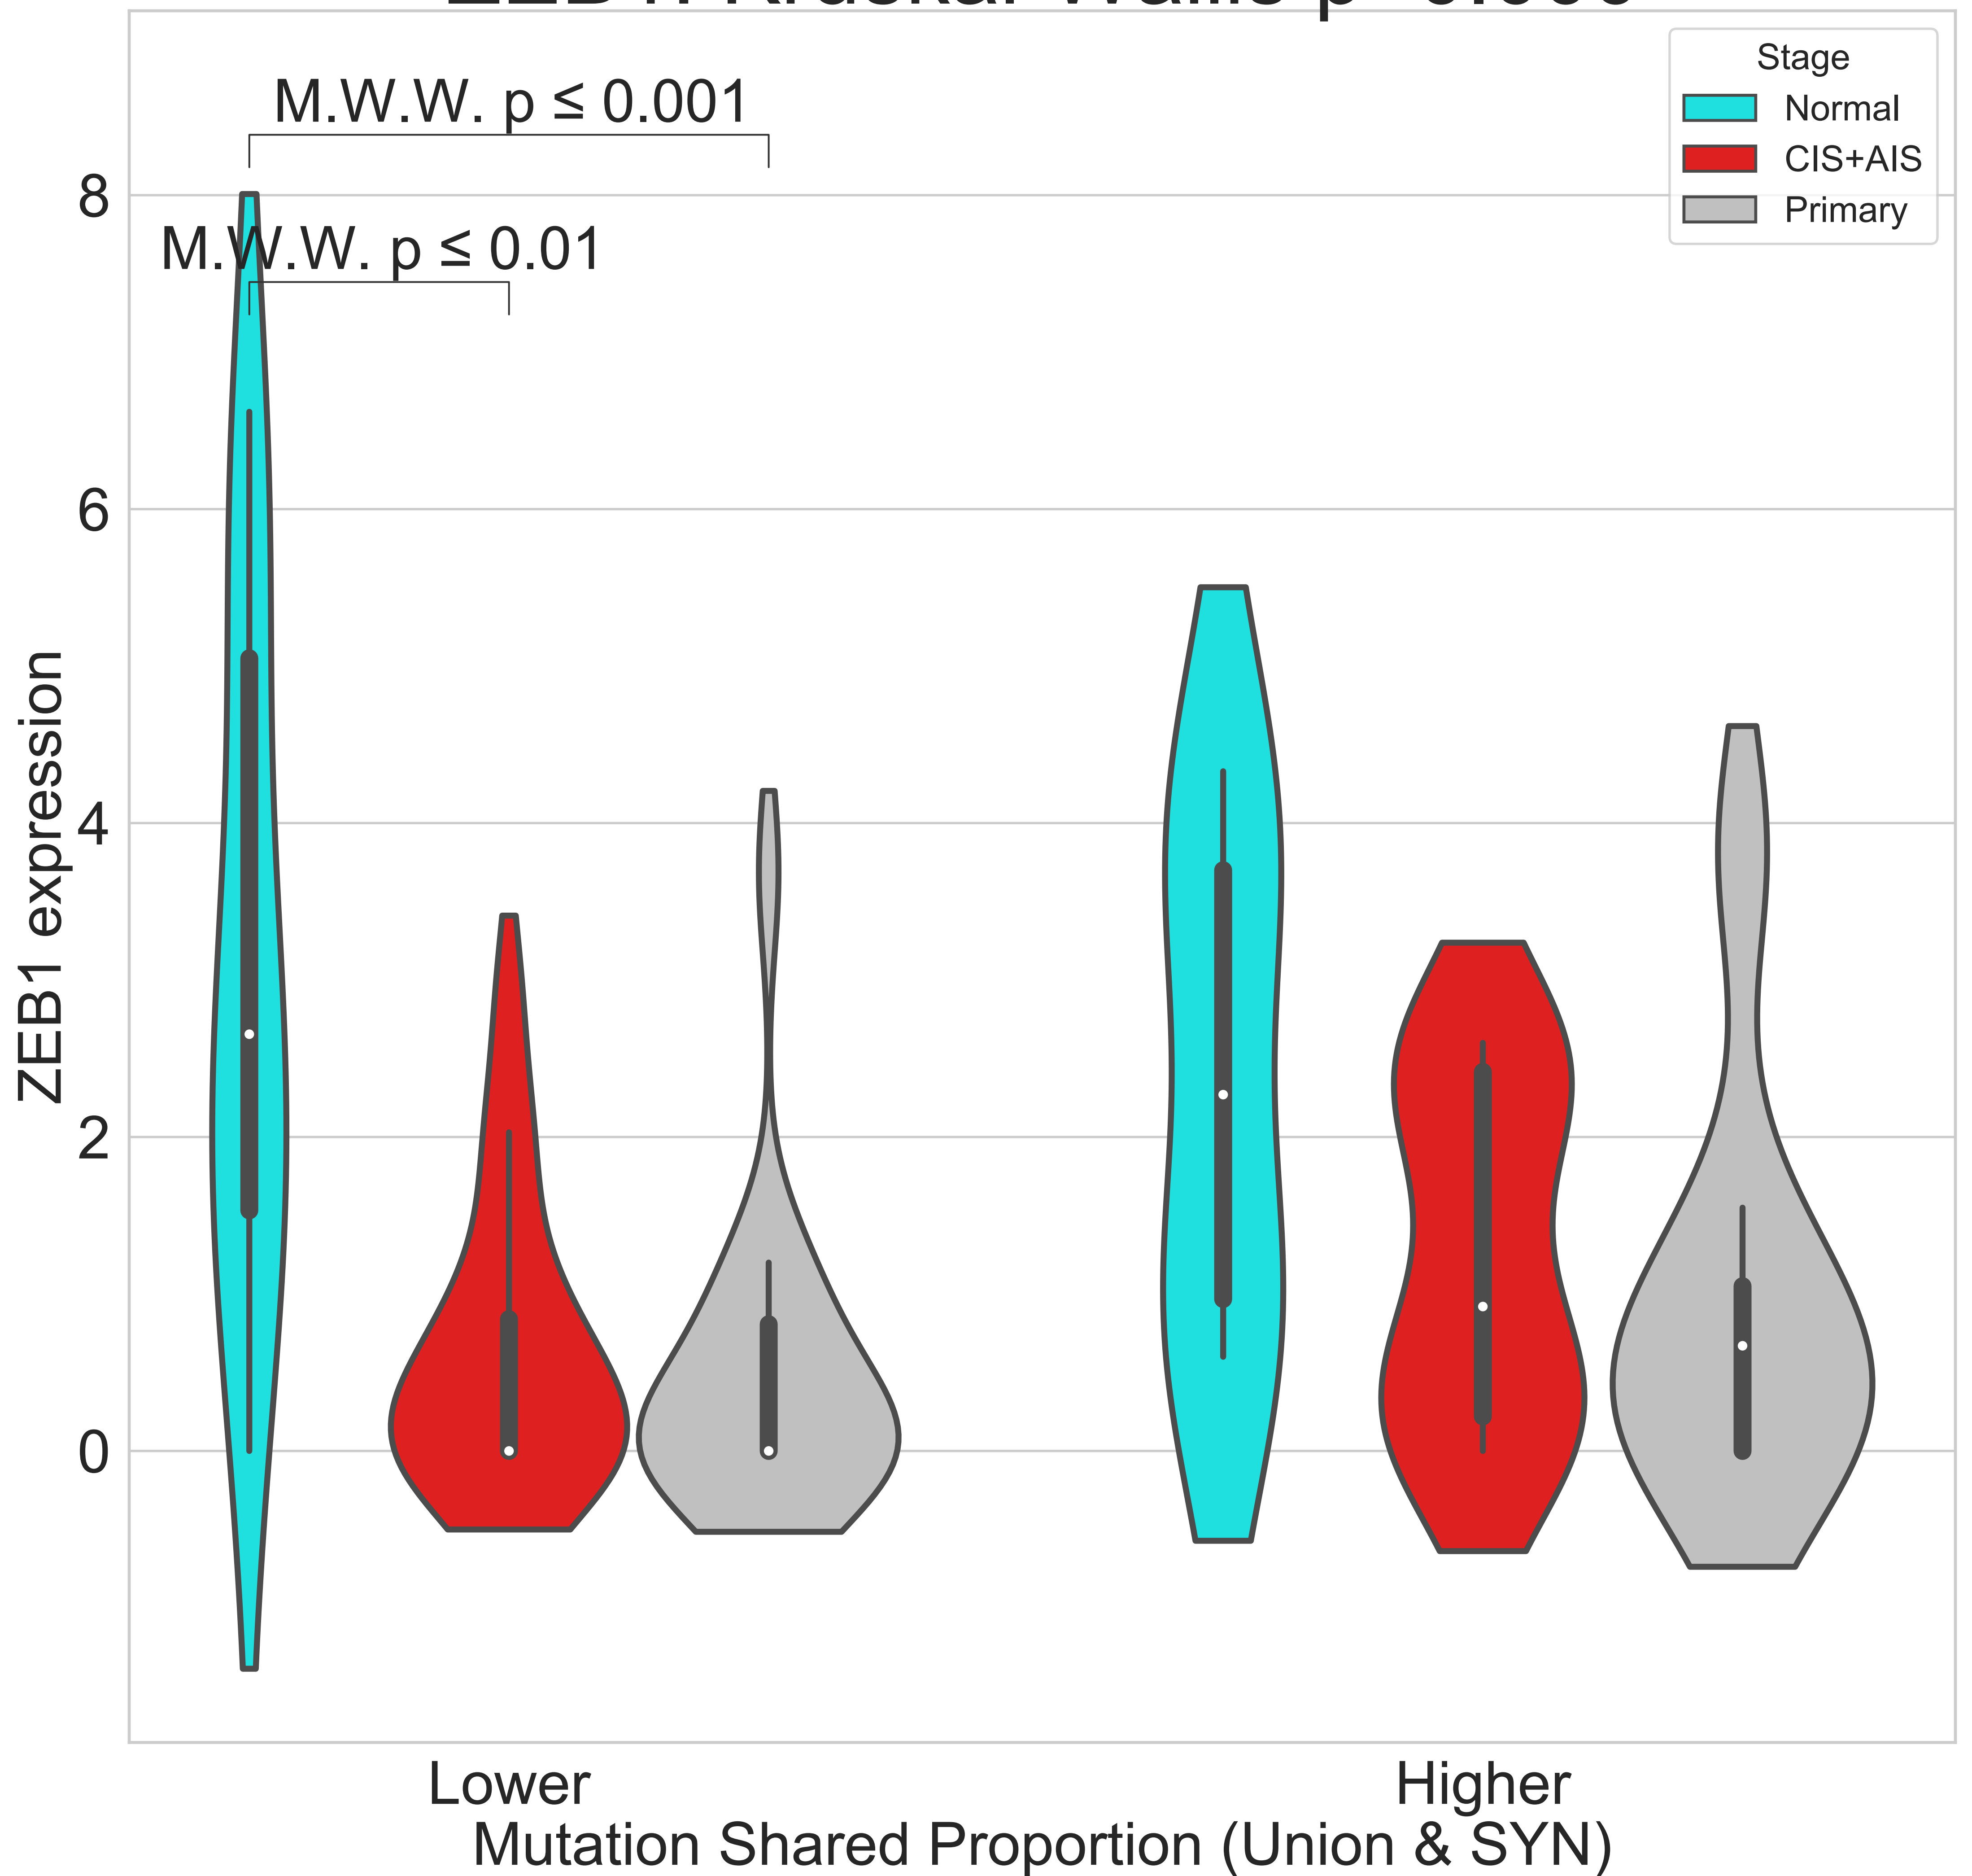 M.W.W. p ≤ 0.001
M.W.W. p ≤ 0.01
Stage
Normal
CIS+AIS
Primary
8
6
4
2
0
ZEB1 expression
Lower
Higher
Mutation Shared Proportion (Union & SYN)